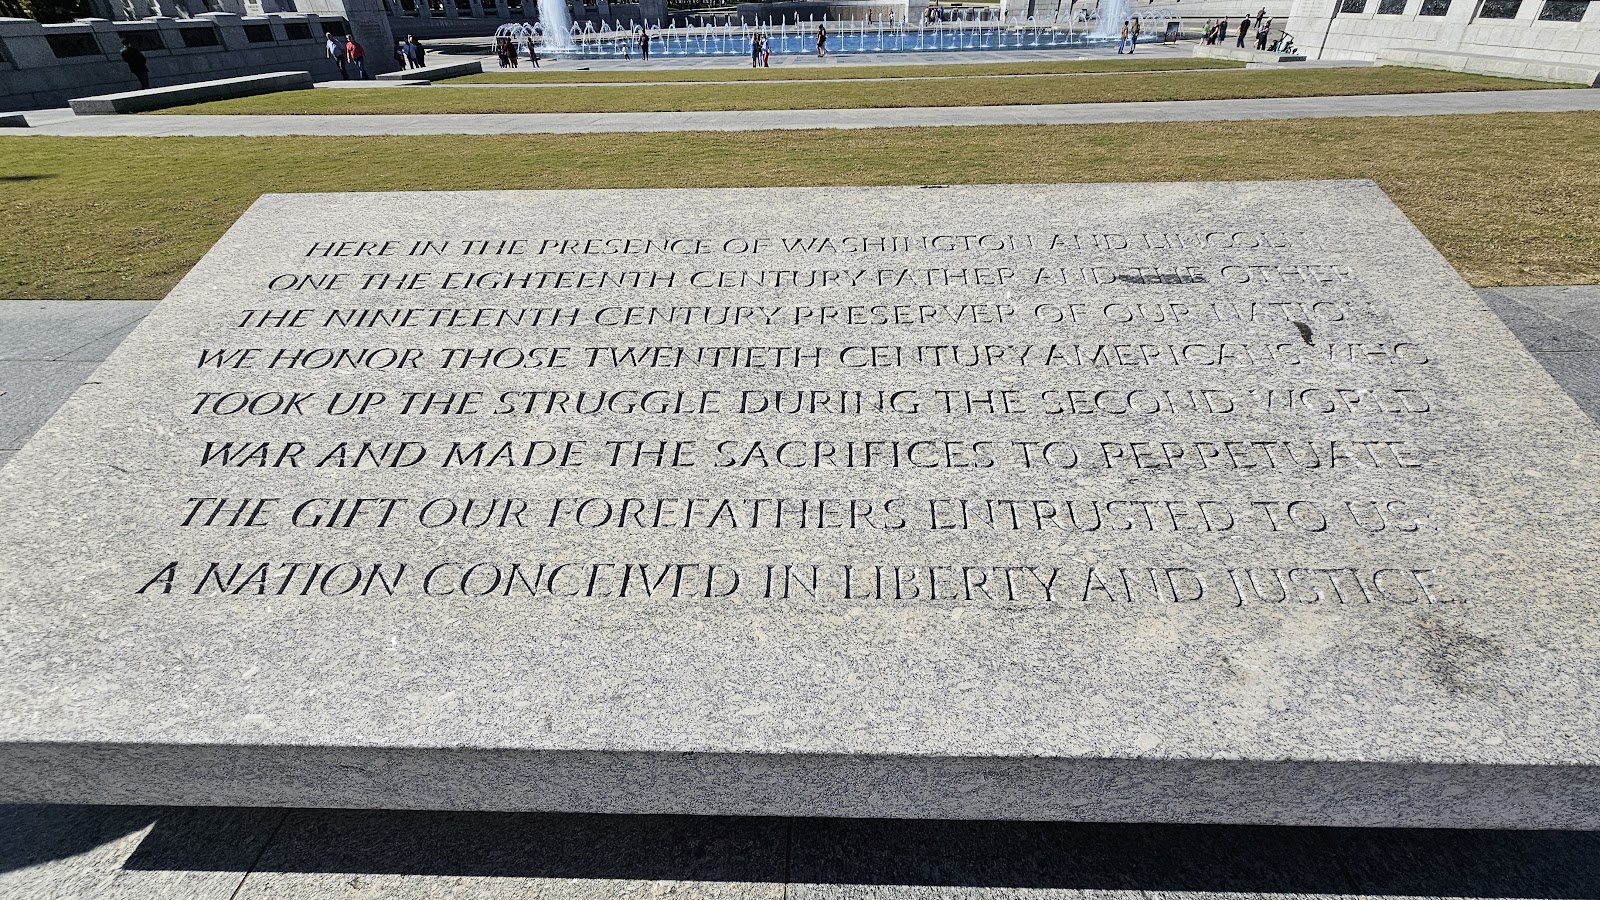 HERE IN THE PRESENCE OF WASHINGTON AND LINCOLN,
ONE THE EIGHTEENTH CENTURY FATHER AND THE OTHER
THE NINETEENTH CENTURY PRESERVER OF OUR NATION,
WE HONOR THOSE TWENTIETH CENTURY AMERICANS WHO
TOOK UP THE STRUGGLE DURING THE SECOND WORLD
WAR AND MADE THE SACRIFICES TO PERPETUATE
THE GIFT OUR FOREFATHERS ENTRUSTED TO US:
A NATION CONCEIVED IN LIBERTY AND JUSTICE.